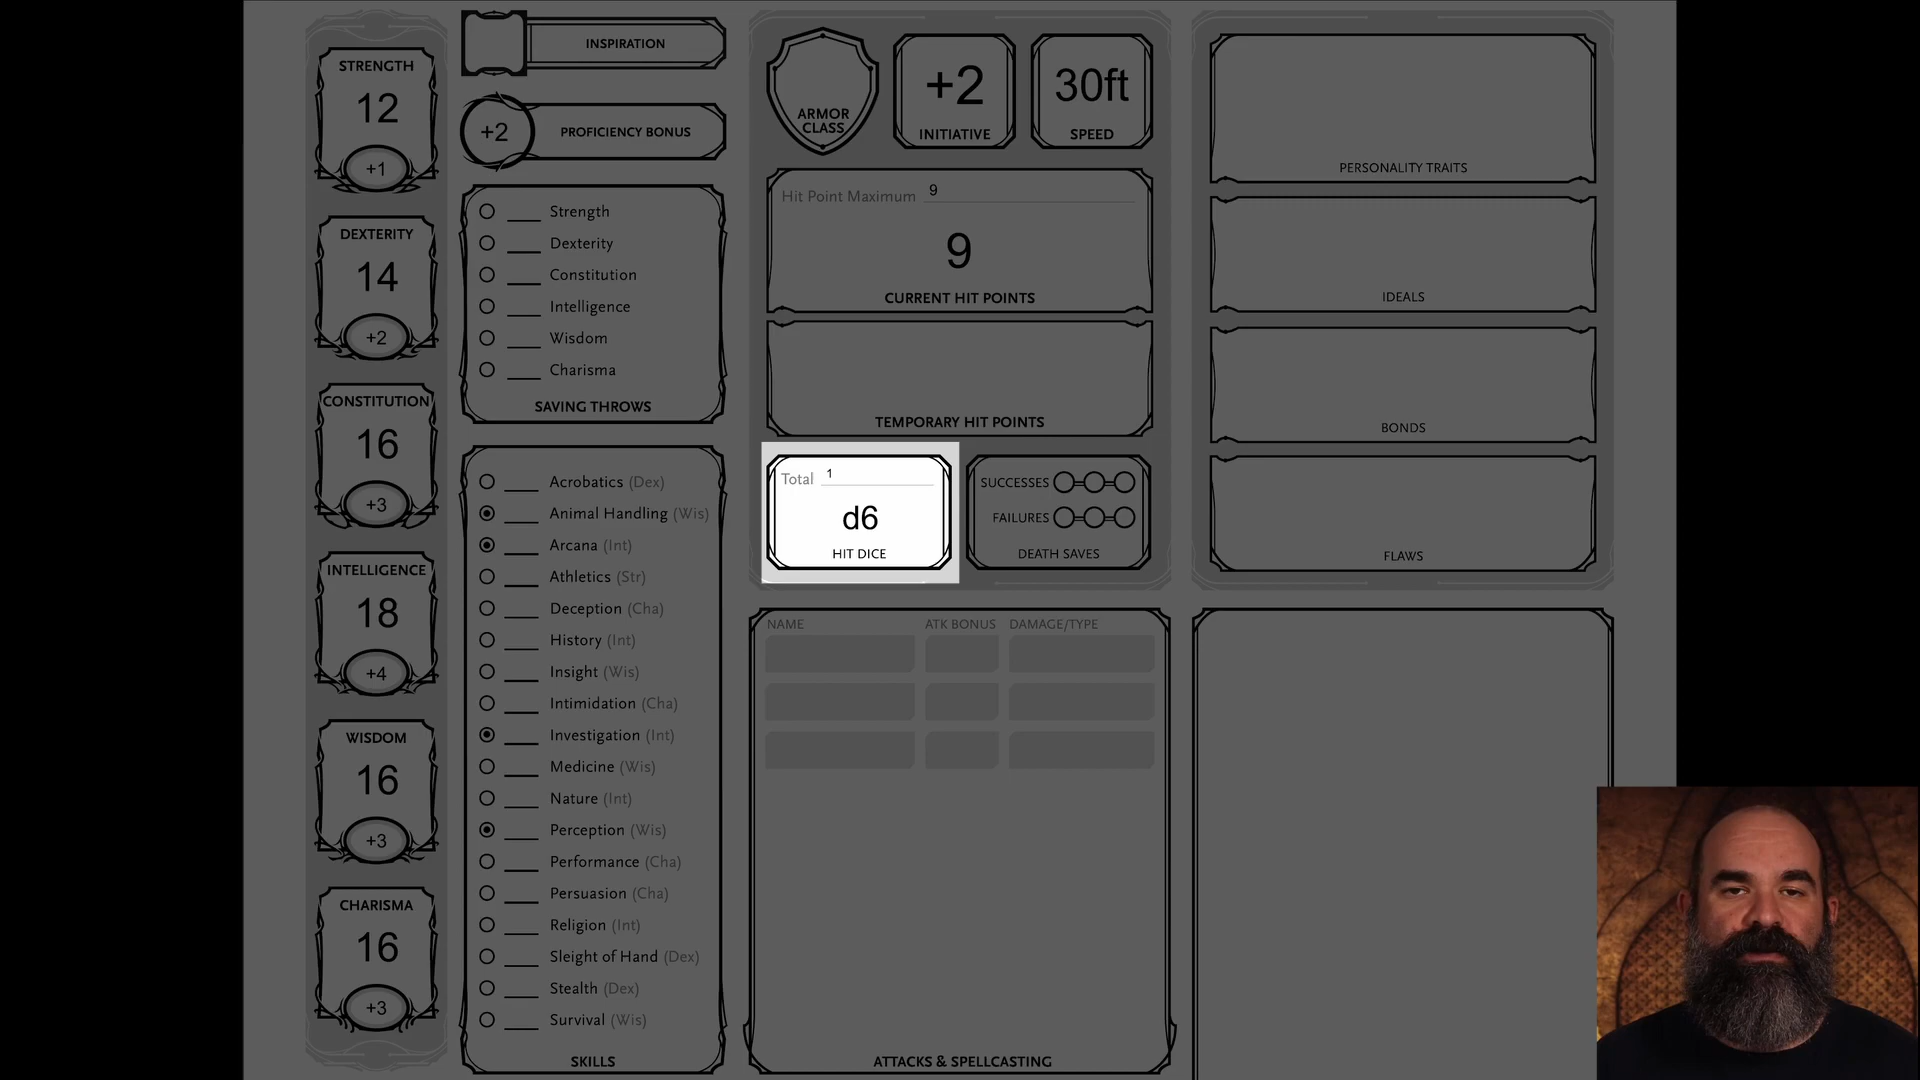 STRENGTH
12
+1
DEXTERITY
14
+2
CONSTITUTION
16
+3
INTELLIGENCE
18
+4
WISDOM
16
+3
CHARISMA
16
+3
INSPIRATION
+2 PROFICIENCY BONUS
Strength
Dexterity
Constitution
Intelligence
Wisdom
Charisma
SAVING THROWS
Acrobatics (Dex)
Animal Handling (Wis)
Arcana (Int)
Athletics (Str)
Deception (Cha)
History (Int)
Insight (Wis)
Intimidation (Cha)
Investigation (Int)
Medicine (Wis)
Nature (Int)
Perception (Wis)
Performance (Cha)
Persuasion (Cha)
Religion (Int)
Sleight of Hand (Dex)
Stealth (Dex)
Survival (Wis)
SKILLS
ARMOR
CLASS
+2
INITIATIVE
30ft
SPEED
Hit Point Maximum 9
9
CURRENT HIT POINTS
TEMPORARY HIT POINTS
Total 1
d6
HIT DICE
SUCCESSES
FAILURES
DEATH SAVES
NAME ATK BONUS DAMAGE/TYPE
ATTACKS & SPELLCASTING
PERSONALITY TRAITS
IDEALS
BONDS
FLAWS